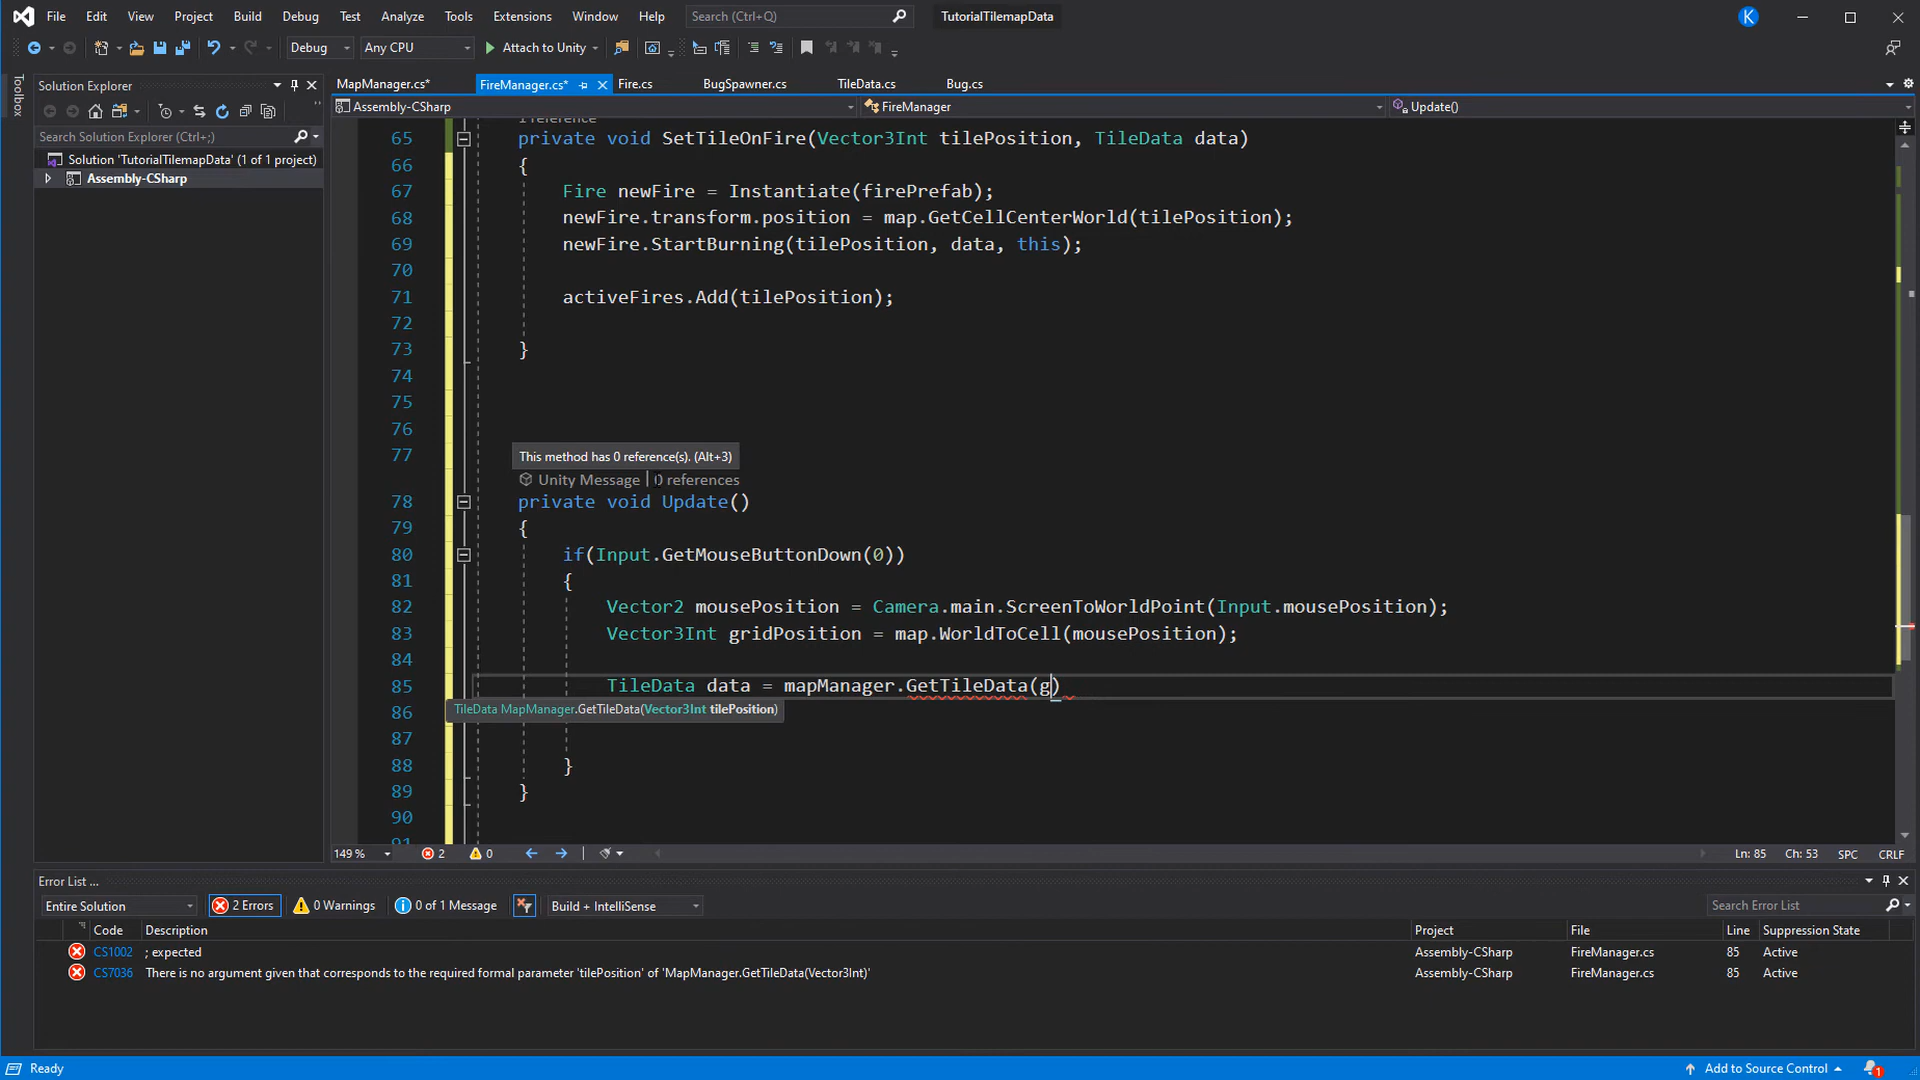 File Edit View Project Build Debug Test Analyze Tools Extensions Window Help Search (Ctrl+Q) TutorialTilemapData K
Debug Any CPU Attach to Unity
Toolbox
Solution Explorer
Search Solution Explorer (Ctrl+;)
Solution 'TutorialTilemapData' (1 of 1 project)
Assembly-CSharp
MapManager.cs* FireManager.cs* Fire.cs BugSpawner.cs TileData.cs Bug.cs
Assembly-CSharp FireManager Update()
1 reference
65 private void SetTileOnFire(Vector3Int tilePosition, TileData data)
66 {
67 Fire newFire = Instantiate(firePrefab);
68 newFire.transform.position = map.GetCellCenterWorld(tilePosition);
69 newFire.StartBurning(tilePosition, data, this);
70
71 activeFires.Add(tilePosition);
72
73 }
74
75
76
77
This method has 0 reference(s). (Alt+3)
Unity Message | 0 references
78 private void Update()
79 {
80 if(Input.GetMouseButtonDown(0))
81 {
82 Vector2 mousePosition = Camera.main.ScreenToWorldPoint(Input.mousePosition);
83 Vector3Int gridPosition = map.WorldToCell(mousePosition);
84
85 TileData data = mapManager.GetTileData(g)
86 TileData MapManager.GetTileData(Vector3Int tilePosition)
87
88 }
89 }
90
91
149 % 2 0 Ln: 85 Ch: 53 SPC CRLF
Error List ...
Entire Solution 2 Errors 0 Warnings 0 of 1 Message Build + IntelliSense Search Error List
Code Description Project File Line Suppression State
CS1002 ; expected Assembly-CSharp FireManager.cs 85 Active
CS7036 There is no argument given that corresponds to the required formal parameter 'tilePosition' of 'MapManager.GetTileData(Vector3Int)' Assembly-CSharp FireManager.cs 85 Active
Ready Add to Source Control 1